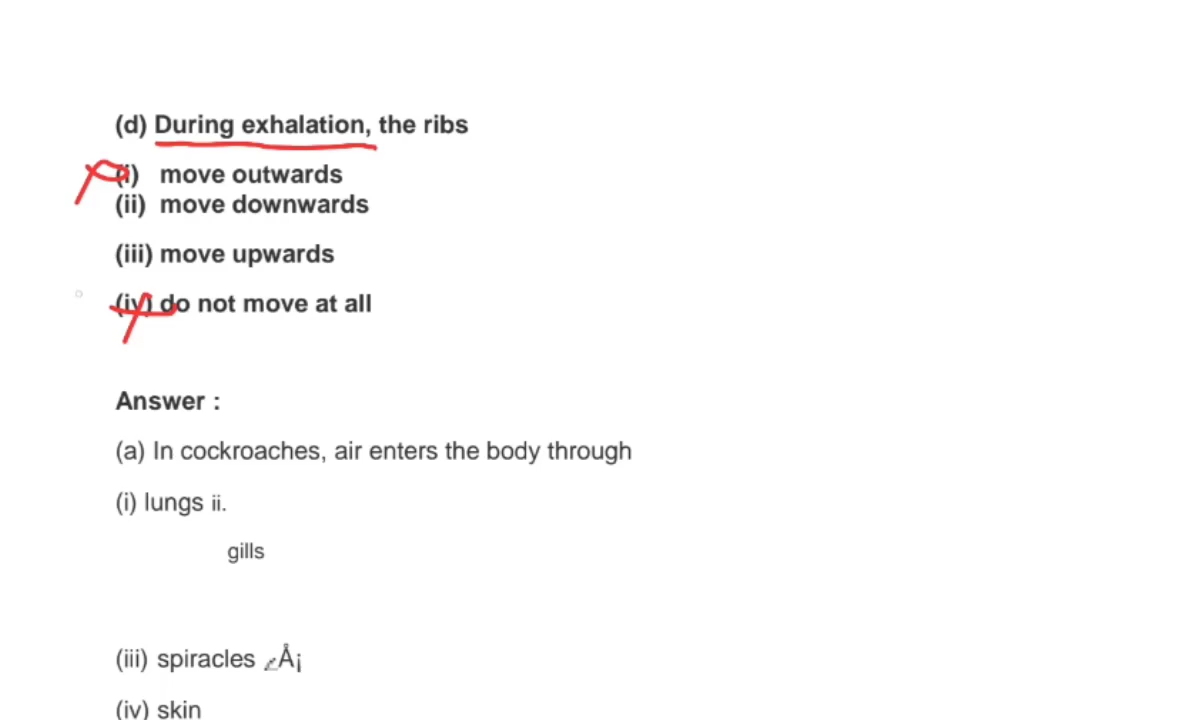 (d) During exhalation, the ribs
(i) move outwards
(ii) move downwards
(iii) move upwards
(iv) do not move at all
Answer :
(a) In cockroaches, air enters the body through
(i) lungs ii.
gills
(iii) spiracles Å¡
(iv) skin